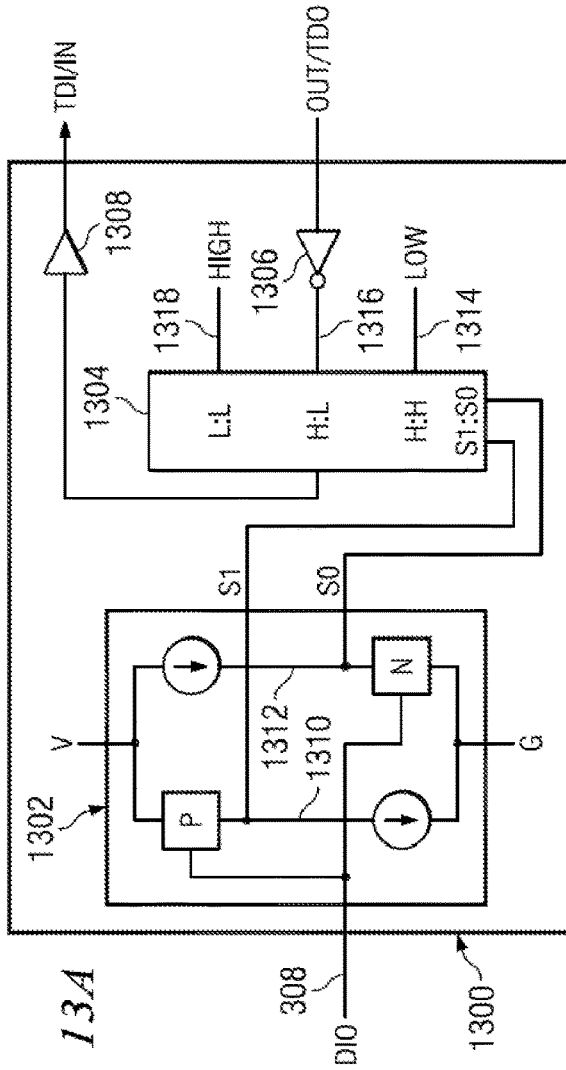 13A
1300
DIO
308
1302
V
P
1310
1312
N
G
S1
S0
1304
L:L
H:L
H:H
S1:S0
1318
HIGH
1306
1316
LOW
1314
1308
TDI/IN
OUT/TDO